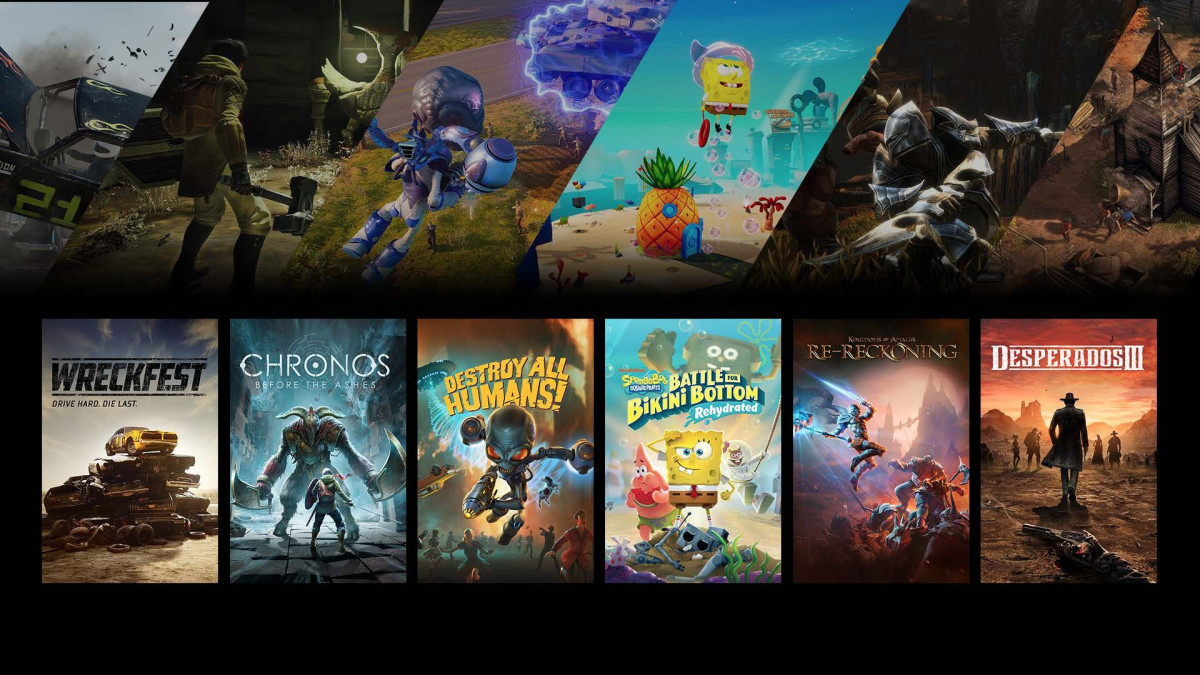 21
WRECKFEST
DRIVE HARD. DIE LAST.
CHRONOS
BEFORE THE ASHES
DESTROY ALL
HUMANS!
SPONGEBOB
SQUAREPANTS
BATTLE FOR
BIKINI BOTTOM
Rehydrated
KINGDOMS OF AMALUR
RE-RECKONING
DESPERADOS III